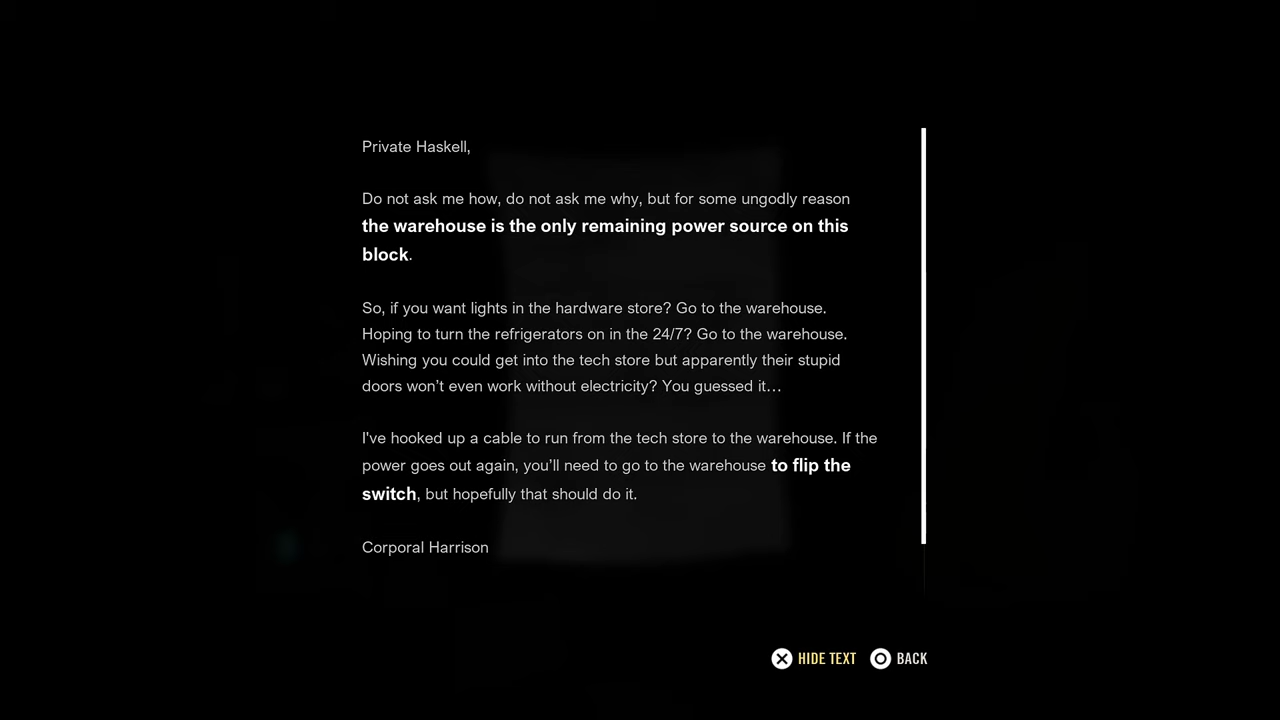 Private Haskell,
Do not ask me how, do not ask me why, but for some ungodly reason
the warehouse is the only remaining power source on this
block.
So, if you want lights in the hardware store? Go to the warehouse.
Hoping to turn the refrigerators on in the 24/7? Go to the warehouse.
Wishing you could get into the tech store but apparently their stupid
doors won’t even work without electricity? You guessed it…
I've hooked up a cable to run from the tech store to the warehouse. If the
power goes out again, you’ll need to go to the warehouse to flip the
switch, but hopefully that should do it.
Corporal Harrison
HIDE TEXT BACK